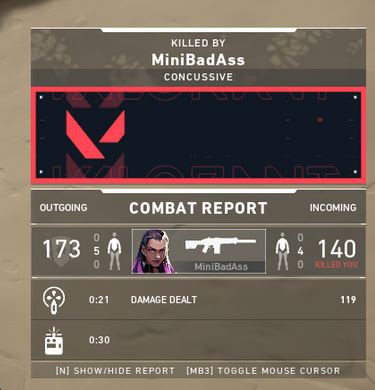 KILLED BY
MiniBadAss
CONCUSSIVE
OUTGOING COMBAT REPORT INCOMING
173 0 5 0 MiniBadAss 0 4 0 140 KILLED YOU
0:21 DAMAGE DEALT 119
0:30
[N] SHOW/HIDE REPORT [MB3] TOGGLE MOUSE CURSOR